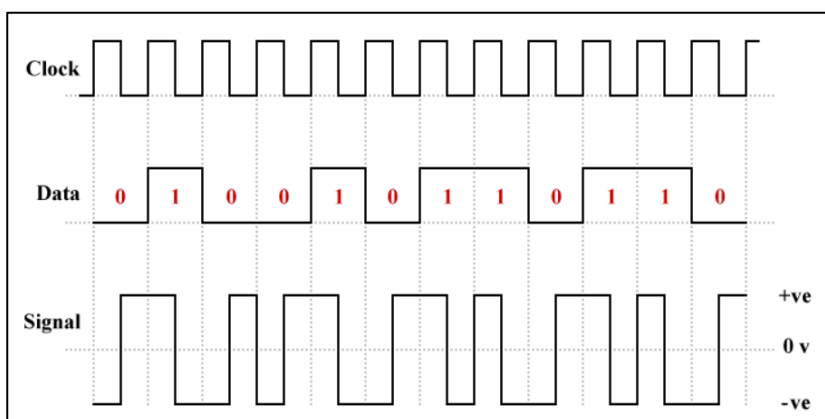 Clock
Data 0 1 0 0 1 0 1 1 0 1 1 0
+ve
Signal
0 v
-ve